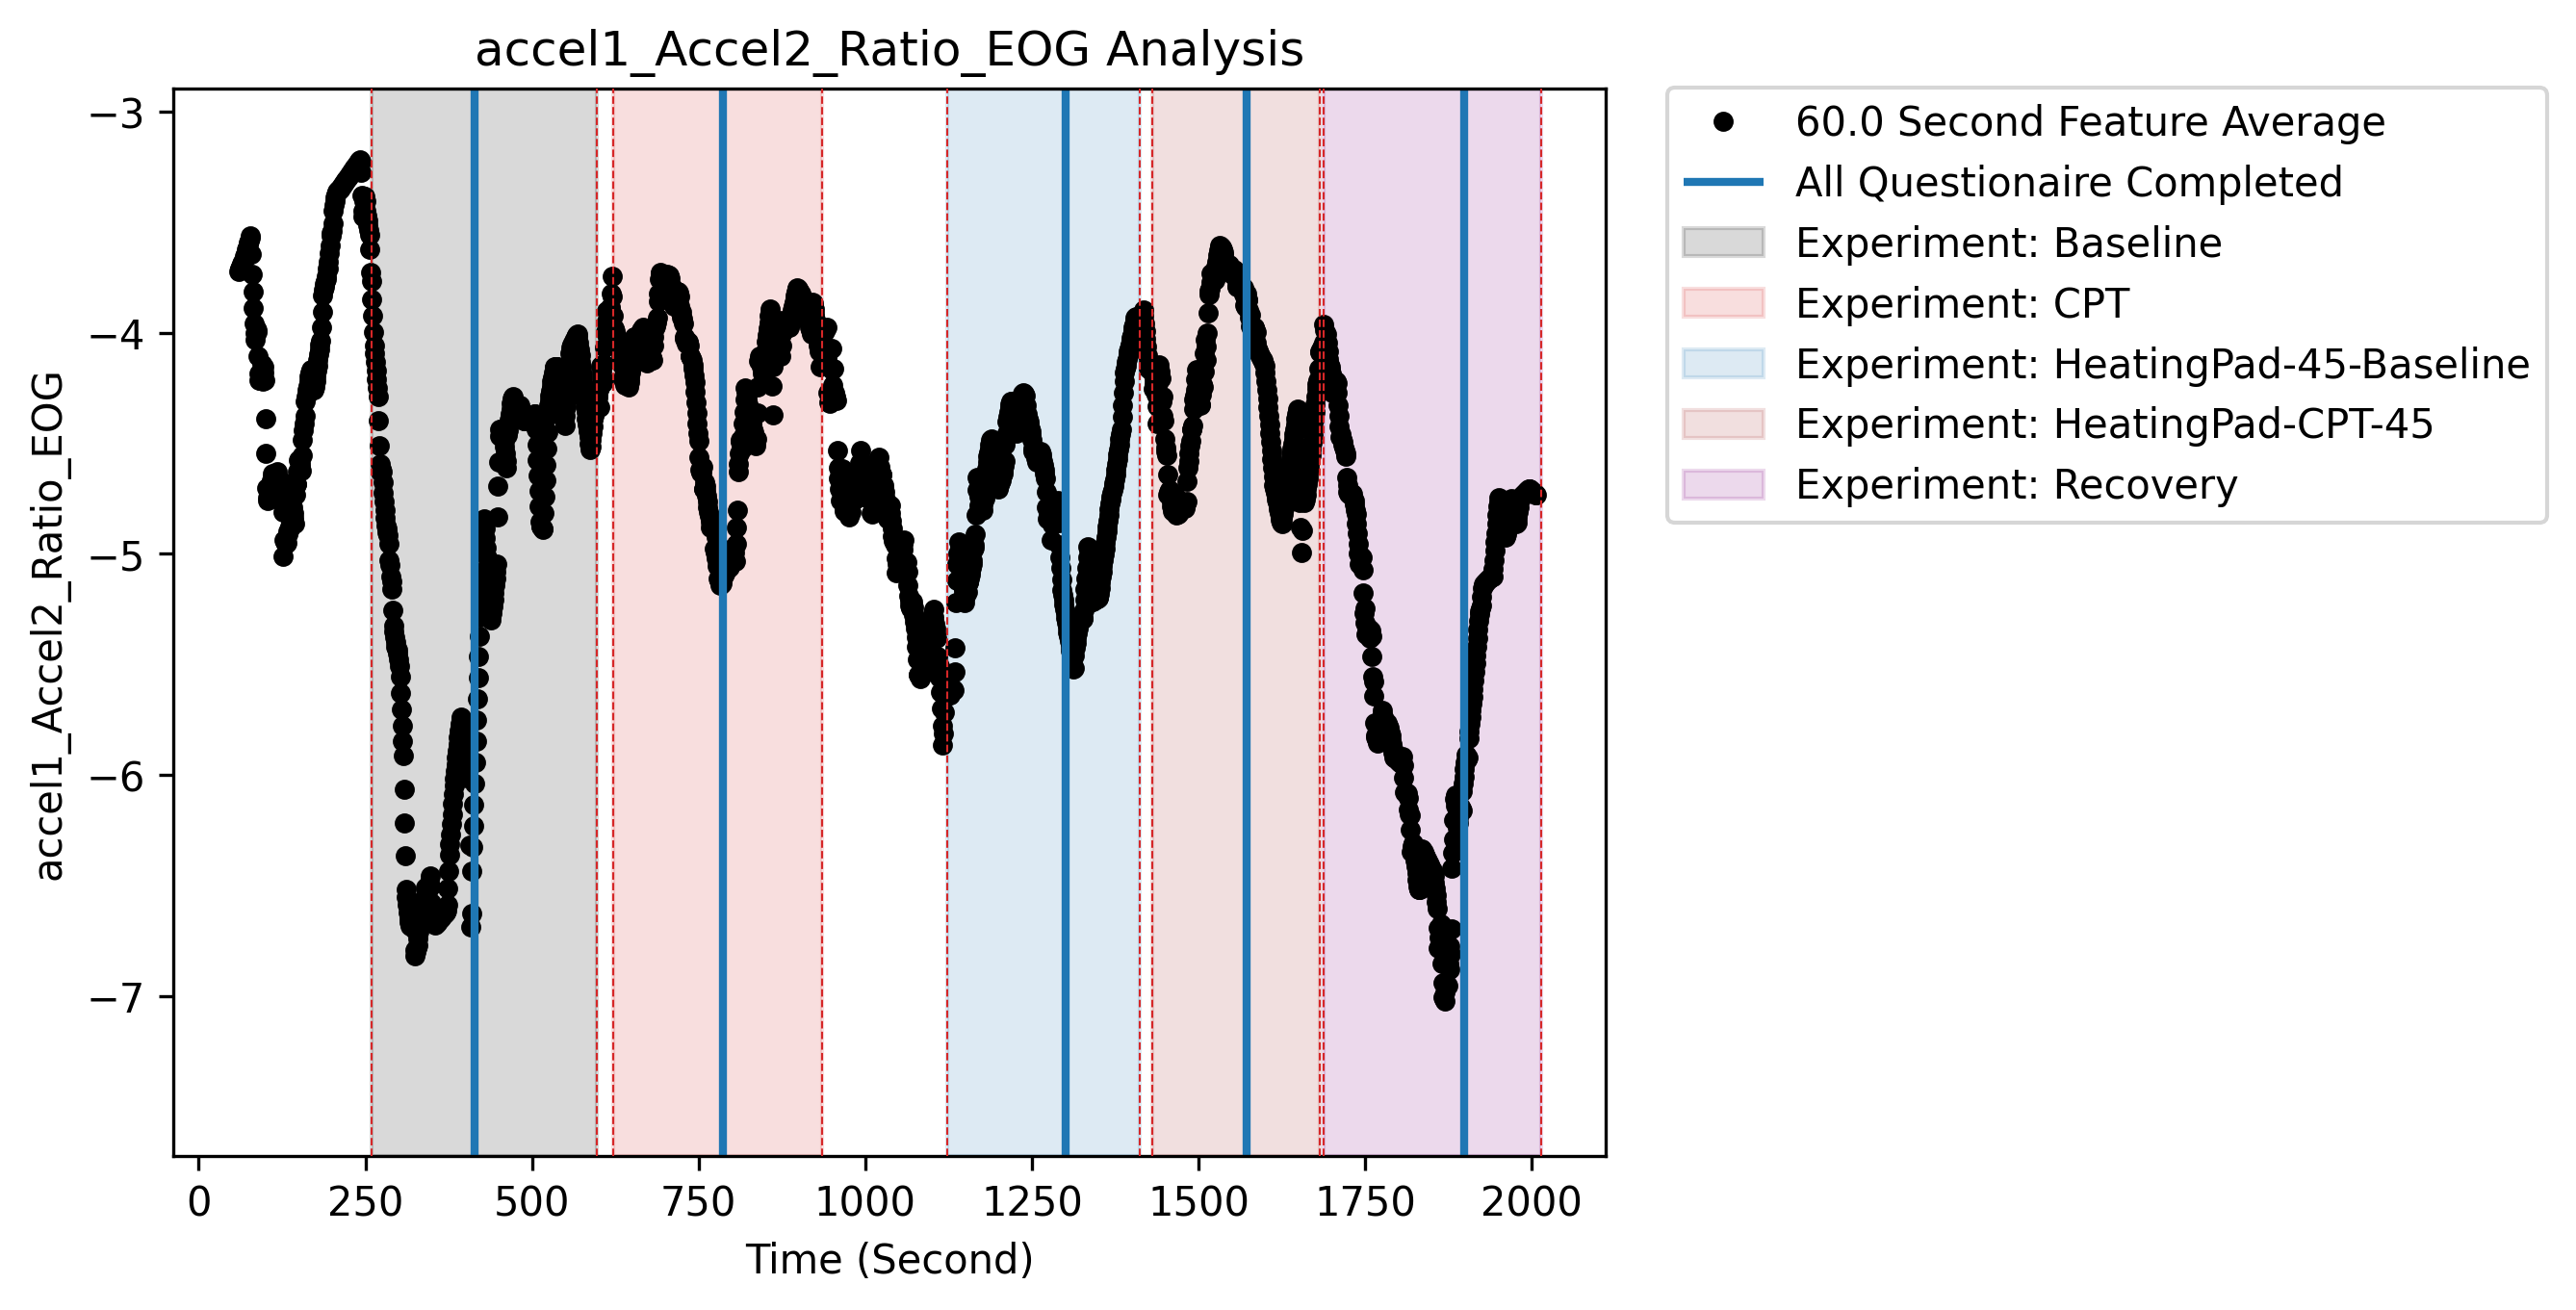 accel1_Accel2_Ratio_EOG Analysis
accel1_Accel2_Ratio_EOG
−3
−4
−5
−6
−7
0 250 500 750 1000 1250 1500 1750 2000
Time (Second)
60.0 Second Feature Average
All Questionaire Completed
Experiment: Baseline
Experiment: CPT
Experiment: HeatingPad-45-Baseline
Experiment: HeatingPad-CPT-45
Experiment: Recovery